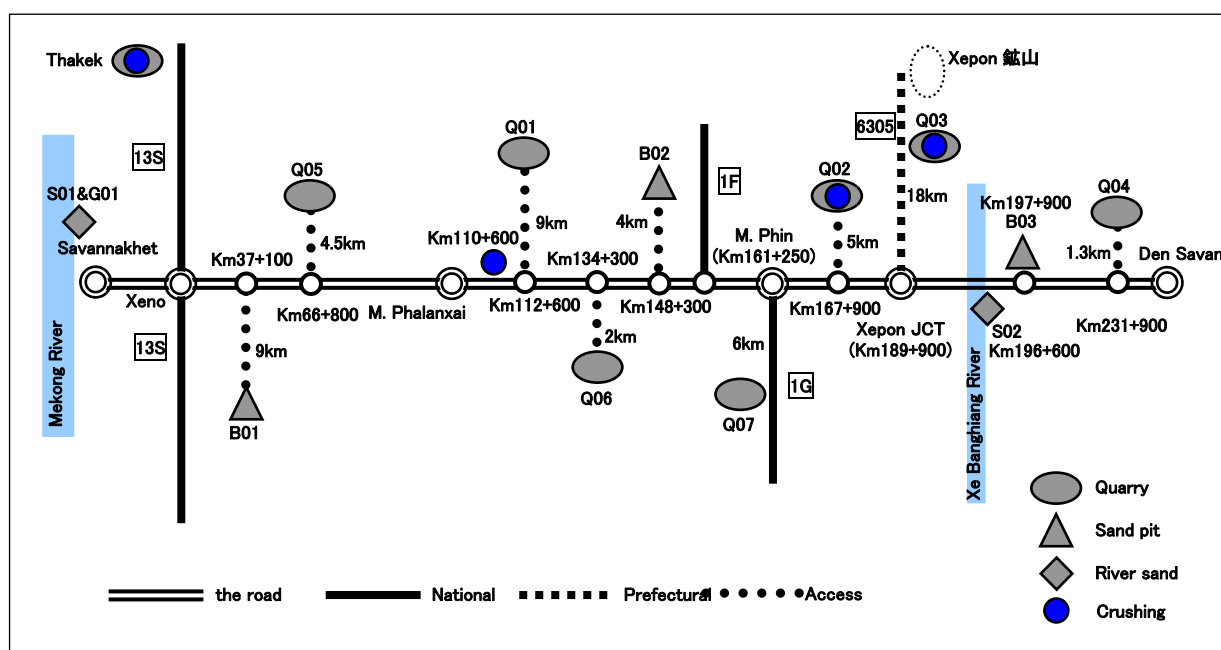 Thakek
Xepon 鉱山
13S
6305
Q03
Q01
B02
1F
Q05
Q02
Q04
S01&G01
Km197+900
B03
18km
9km
4km
Km110+600
4.5km
Savannakhet
Km37+100
Km134+300
M. Phin
(Km161+250)
5km
1.3km
Den Savan
Xeno
Km66+800
M. Phalanxai
Km112+600
Km148+300
Km167+900
Xepon JCT
(Km189+900)
S02
Km196+600
Km231+900
13S
9km
2km
6km
1G
Mekong River
B01
Q06
Q07
Xe Banghiang River
Quarry
Sand pit
River sand
Crushing
the road
National
Prefectural
Access